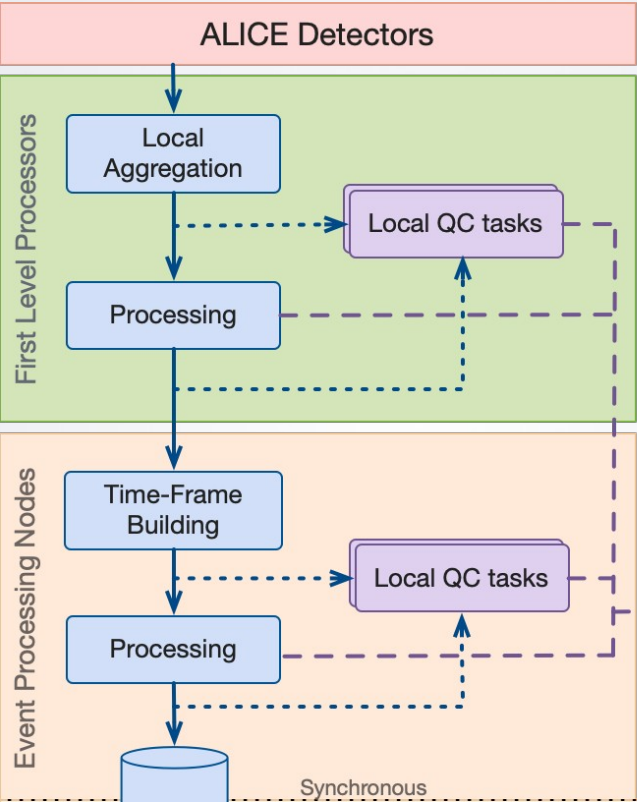 ALICE Detectors
First Level Processors
Local
Aggregation
Local QC tasks
Processing
Event Processing Nodes
Time-Frame
Building
Local QC tasks
Processing
Synchronous